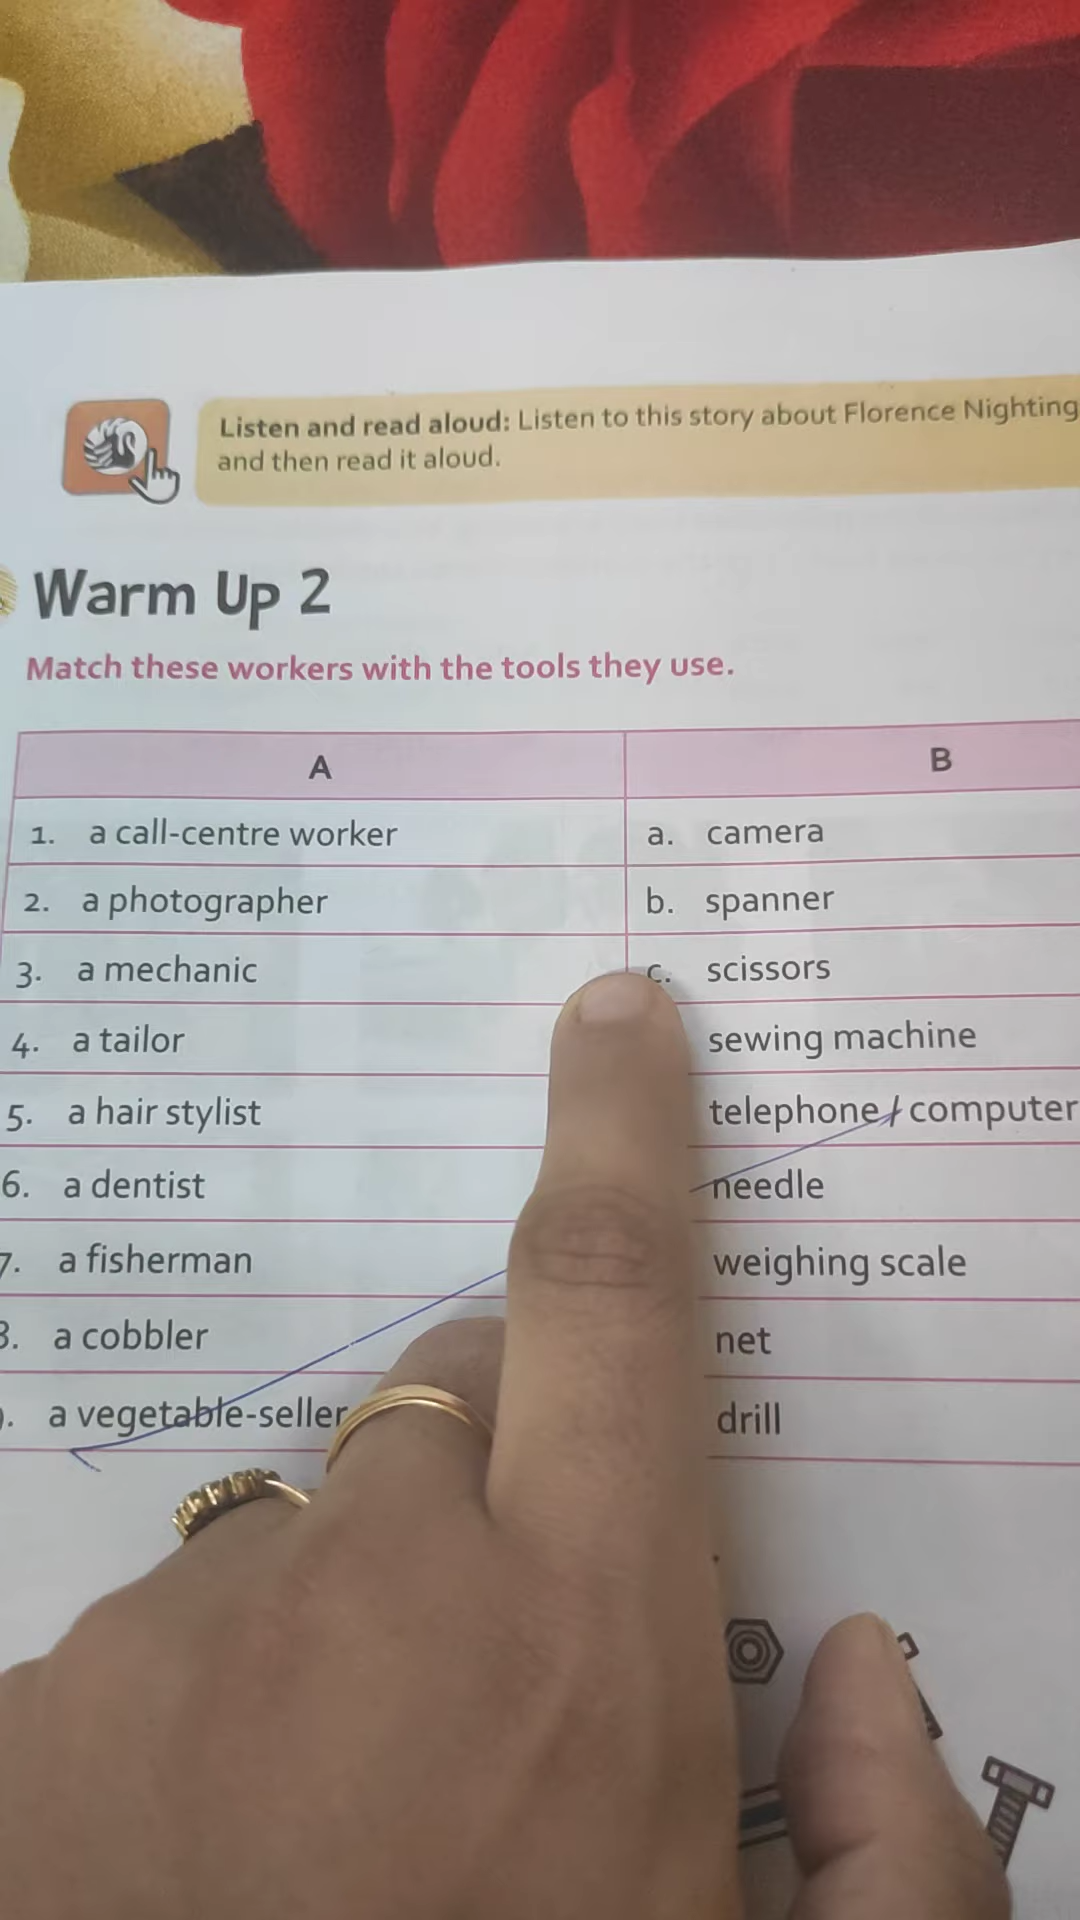 Listen and read aloud: Listen to this story about Florence Nighting
and then read it aloud.
Warm Up 2
Match these workers with the tools they use.
A B
1. a call-centre worker a. camera
2. a photographer b. spanner
3. a mechanic c. scissors
4. a tailor sewing machine
5. a hair stylist telephone / computer
6. a dentist needle
7. a fisherman weighing scale
8. a cobbler net
. a vegetable-seller drill